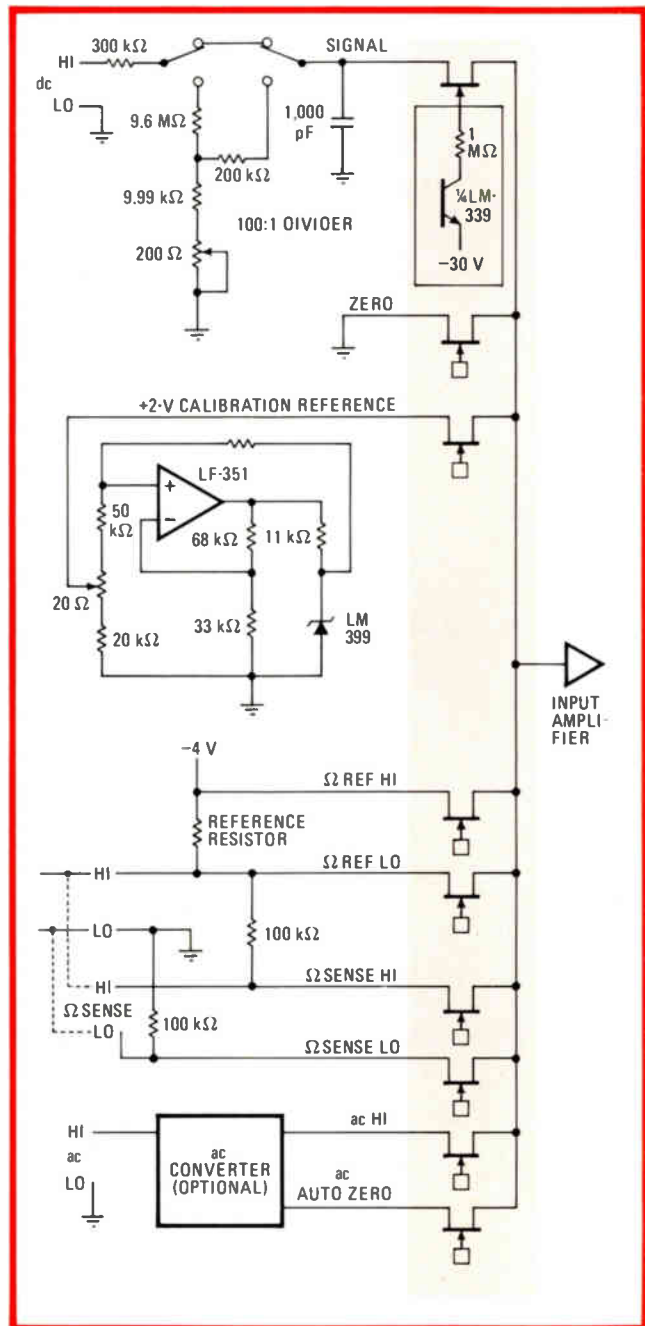 300 kΩ
SIGNAL
HI
dc
LO
9.6 MΩ
1,000
pF
1
MΩ
200 kΩ
¼LM-
339
9.99 kΩ
100:1 DIVIDER
200 Ω
−30 V
ZERO
+2-V CALIBRATION REFERENCE
LF-351
+
−
50
kΩ
68 kΩ
11 kΩ
20 Ω
33 kΩ
LM
399
20 kΩ
INPUT
AMPLI-
FIER
−4 V
Ω REF HI
REFERENCE
RESISTOR
HI
Ω REF LO
LO
100 kΩ
HI
Ω SENSE HI
Ω SENSE
LO
100 kΩ
Ω SENSE LO
HI
ac HI
ac
ac
CONVERTER
(OPTIONAL)
ac
AUTO ZERO
LO